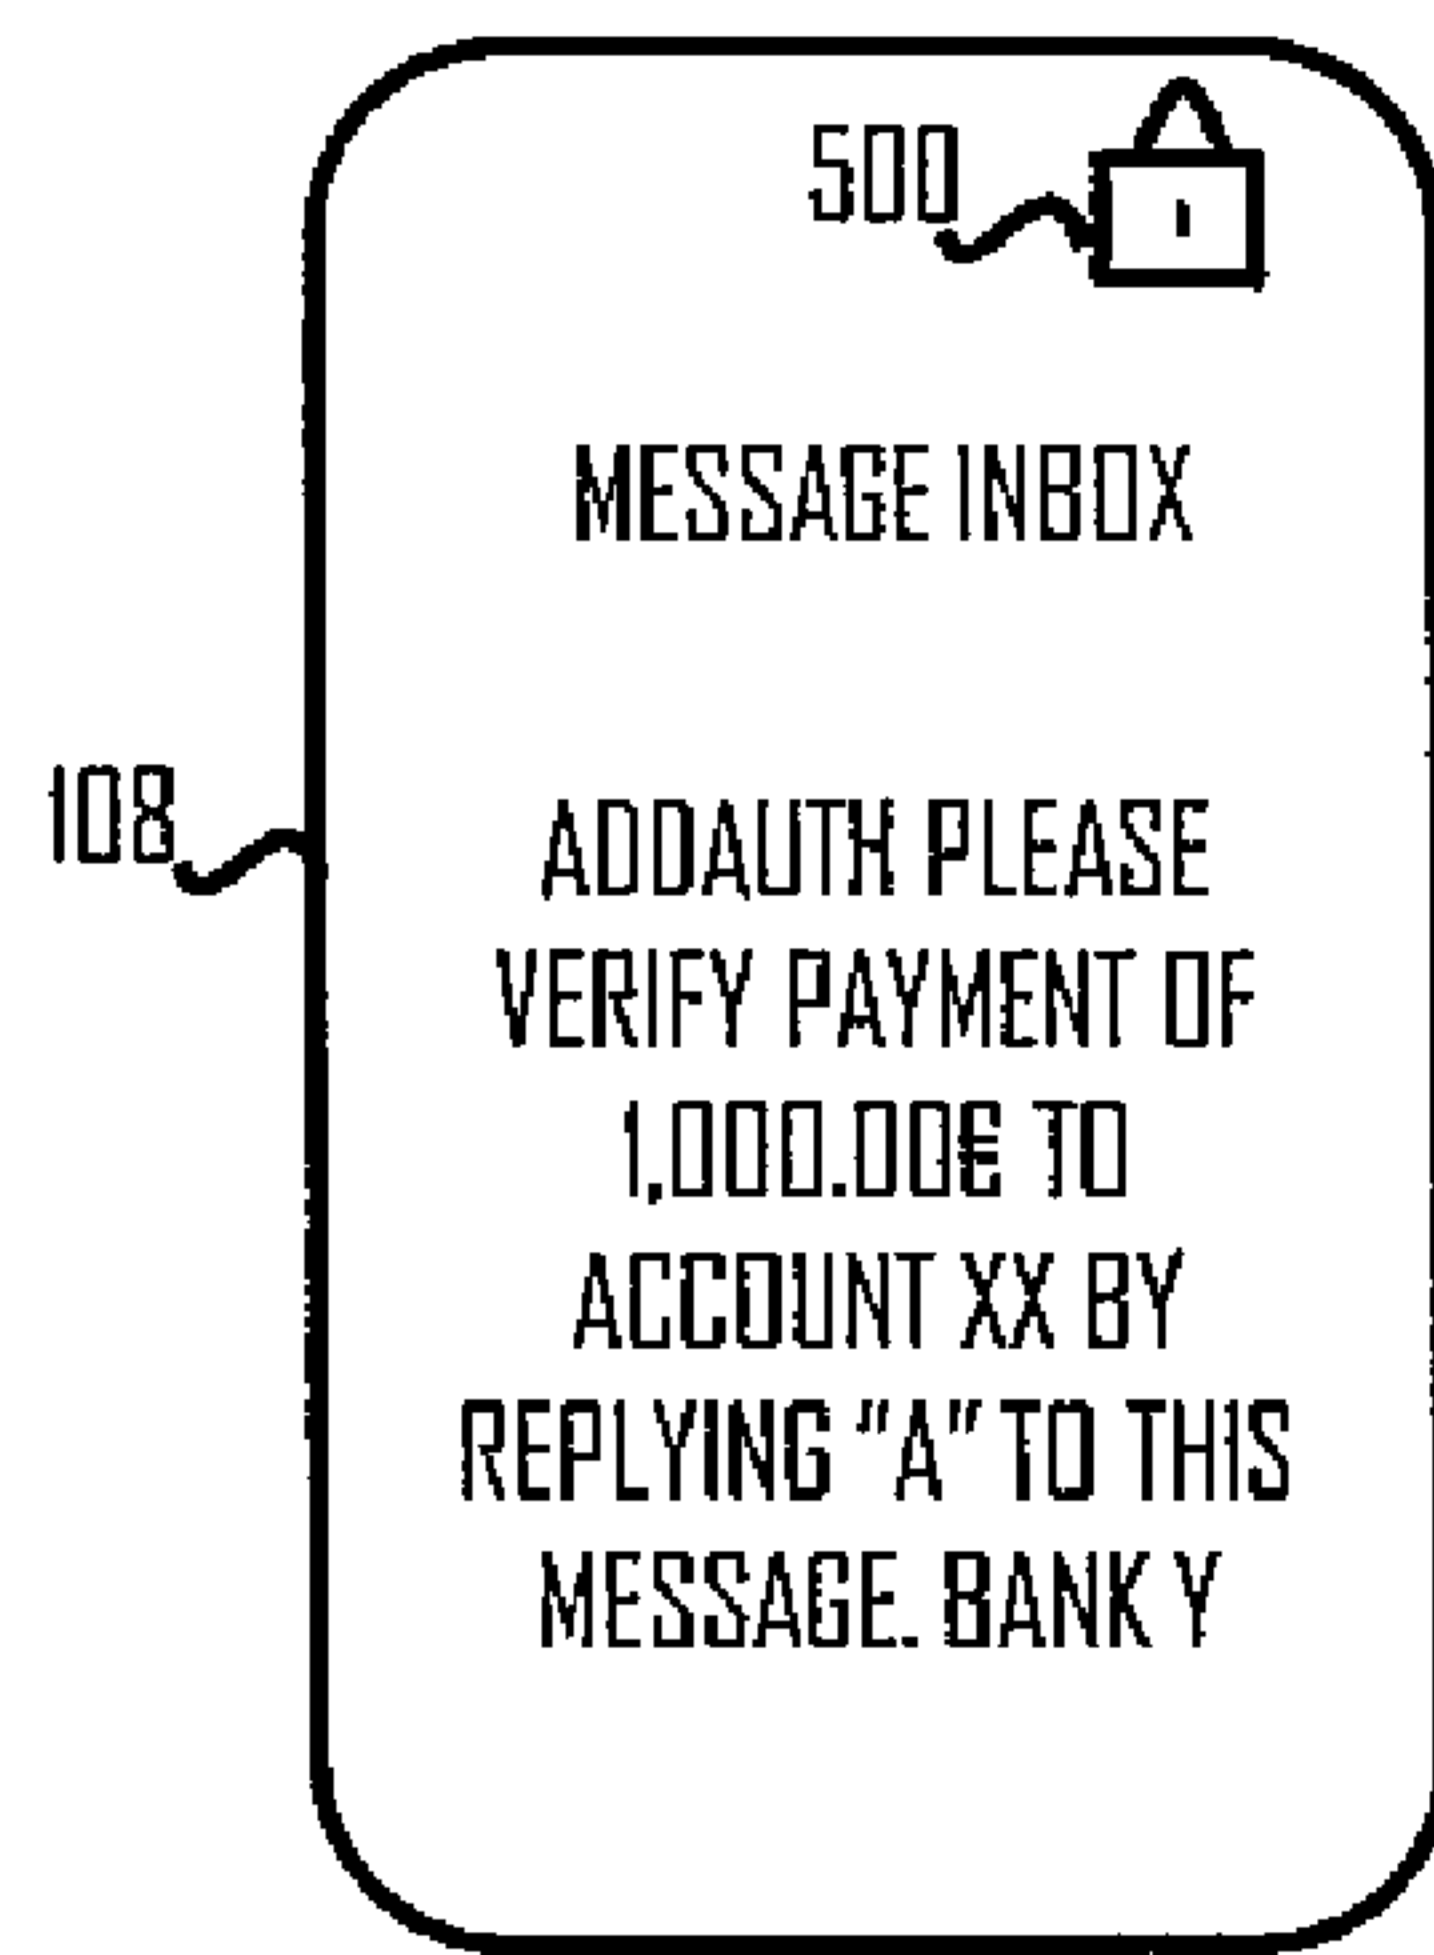 500
MESSAGE INBOX
108
ADDAUTH PLEASE
VERIFY PAYMENT OF
1,000.00€ TO
ACCOUNT XX BY
REPLYING "A" TO THIS
MESSAGE. BANK Y